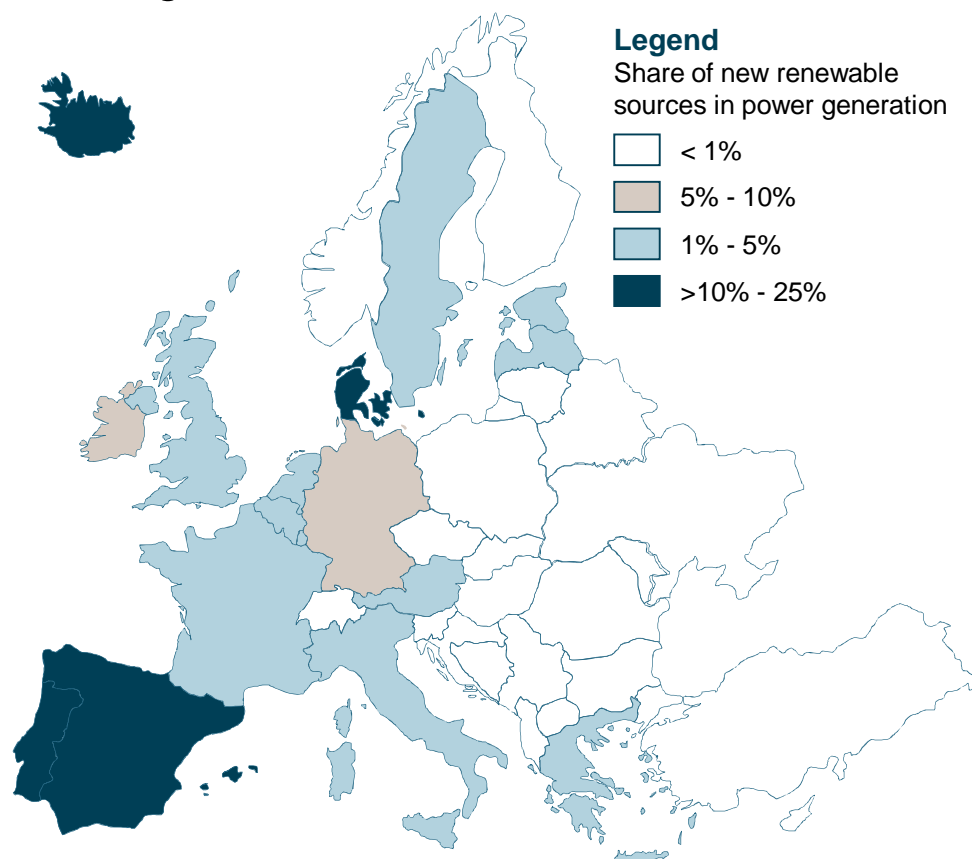 Legend
Share of new renewable
sources in power generation
< 1%
5% - 10%
1% - 5%
>10% - 25%